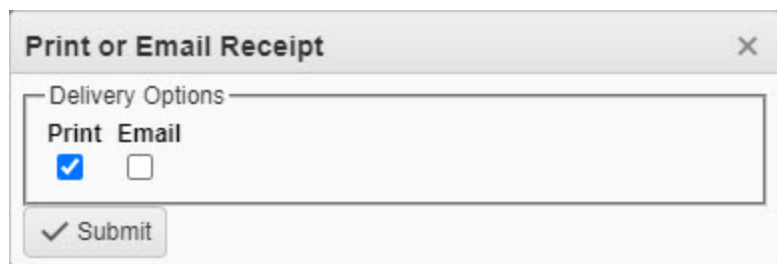 Print or Email Receipt
Delivery Options
Print Email
Submit